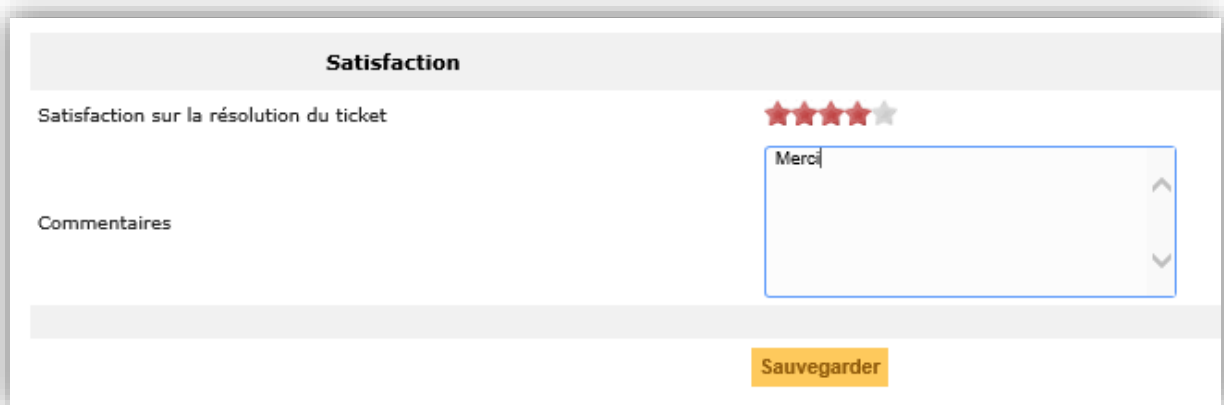 Satisfaction
Satisfaction sur la résolution du ticket
Merci
Commentaires
Sauvegarder